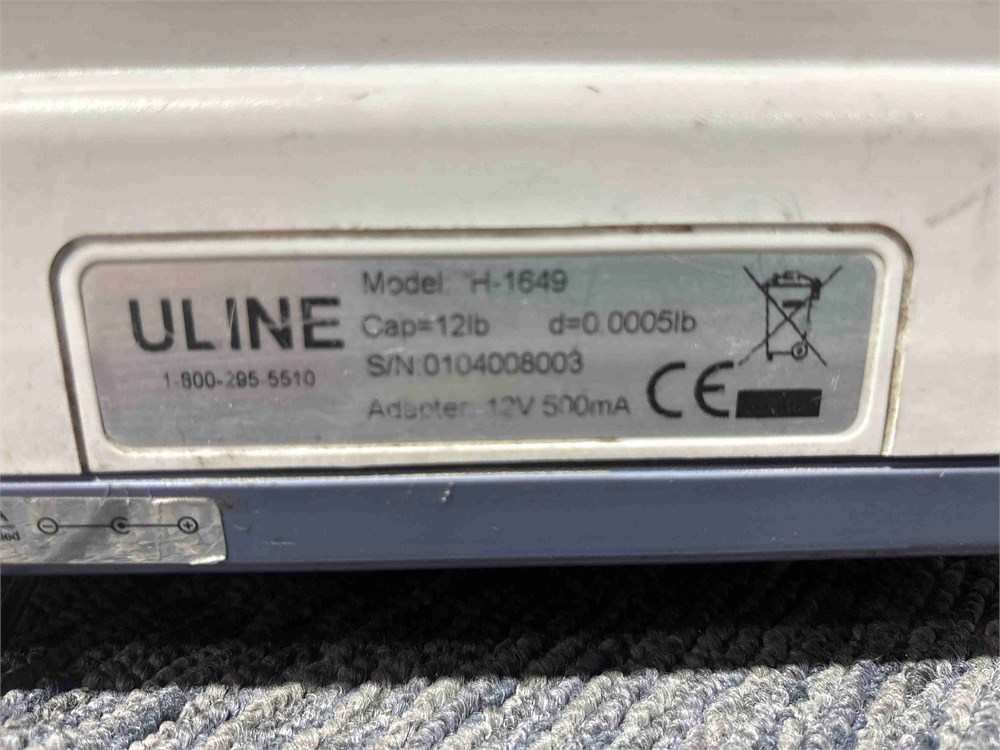 ULINE
1-800-295-5510
Model: H-1649
Cap=12lb d=0.0005lb
S/N:0104008003
Adapter 12V 500mA
CE